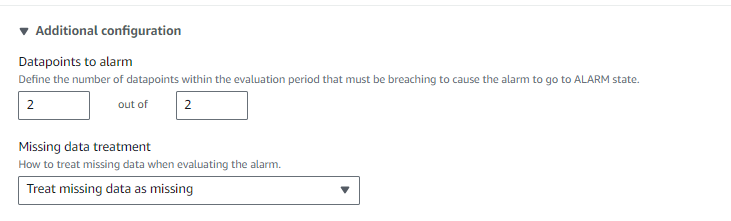 Additional configuration
Datapoints to alarm
Define the number of datapoints within the evaluation period that must be breaching to cause the alarm to go to ALARM state.
2 out of 2
Missing data treatment
How to treat missing data when evaluating the alarm.
Treat missing data as missing